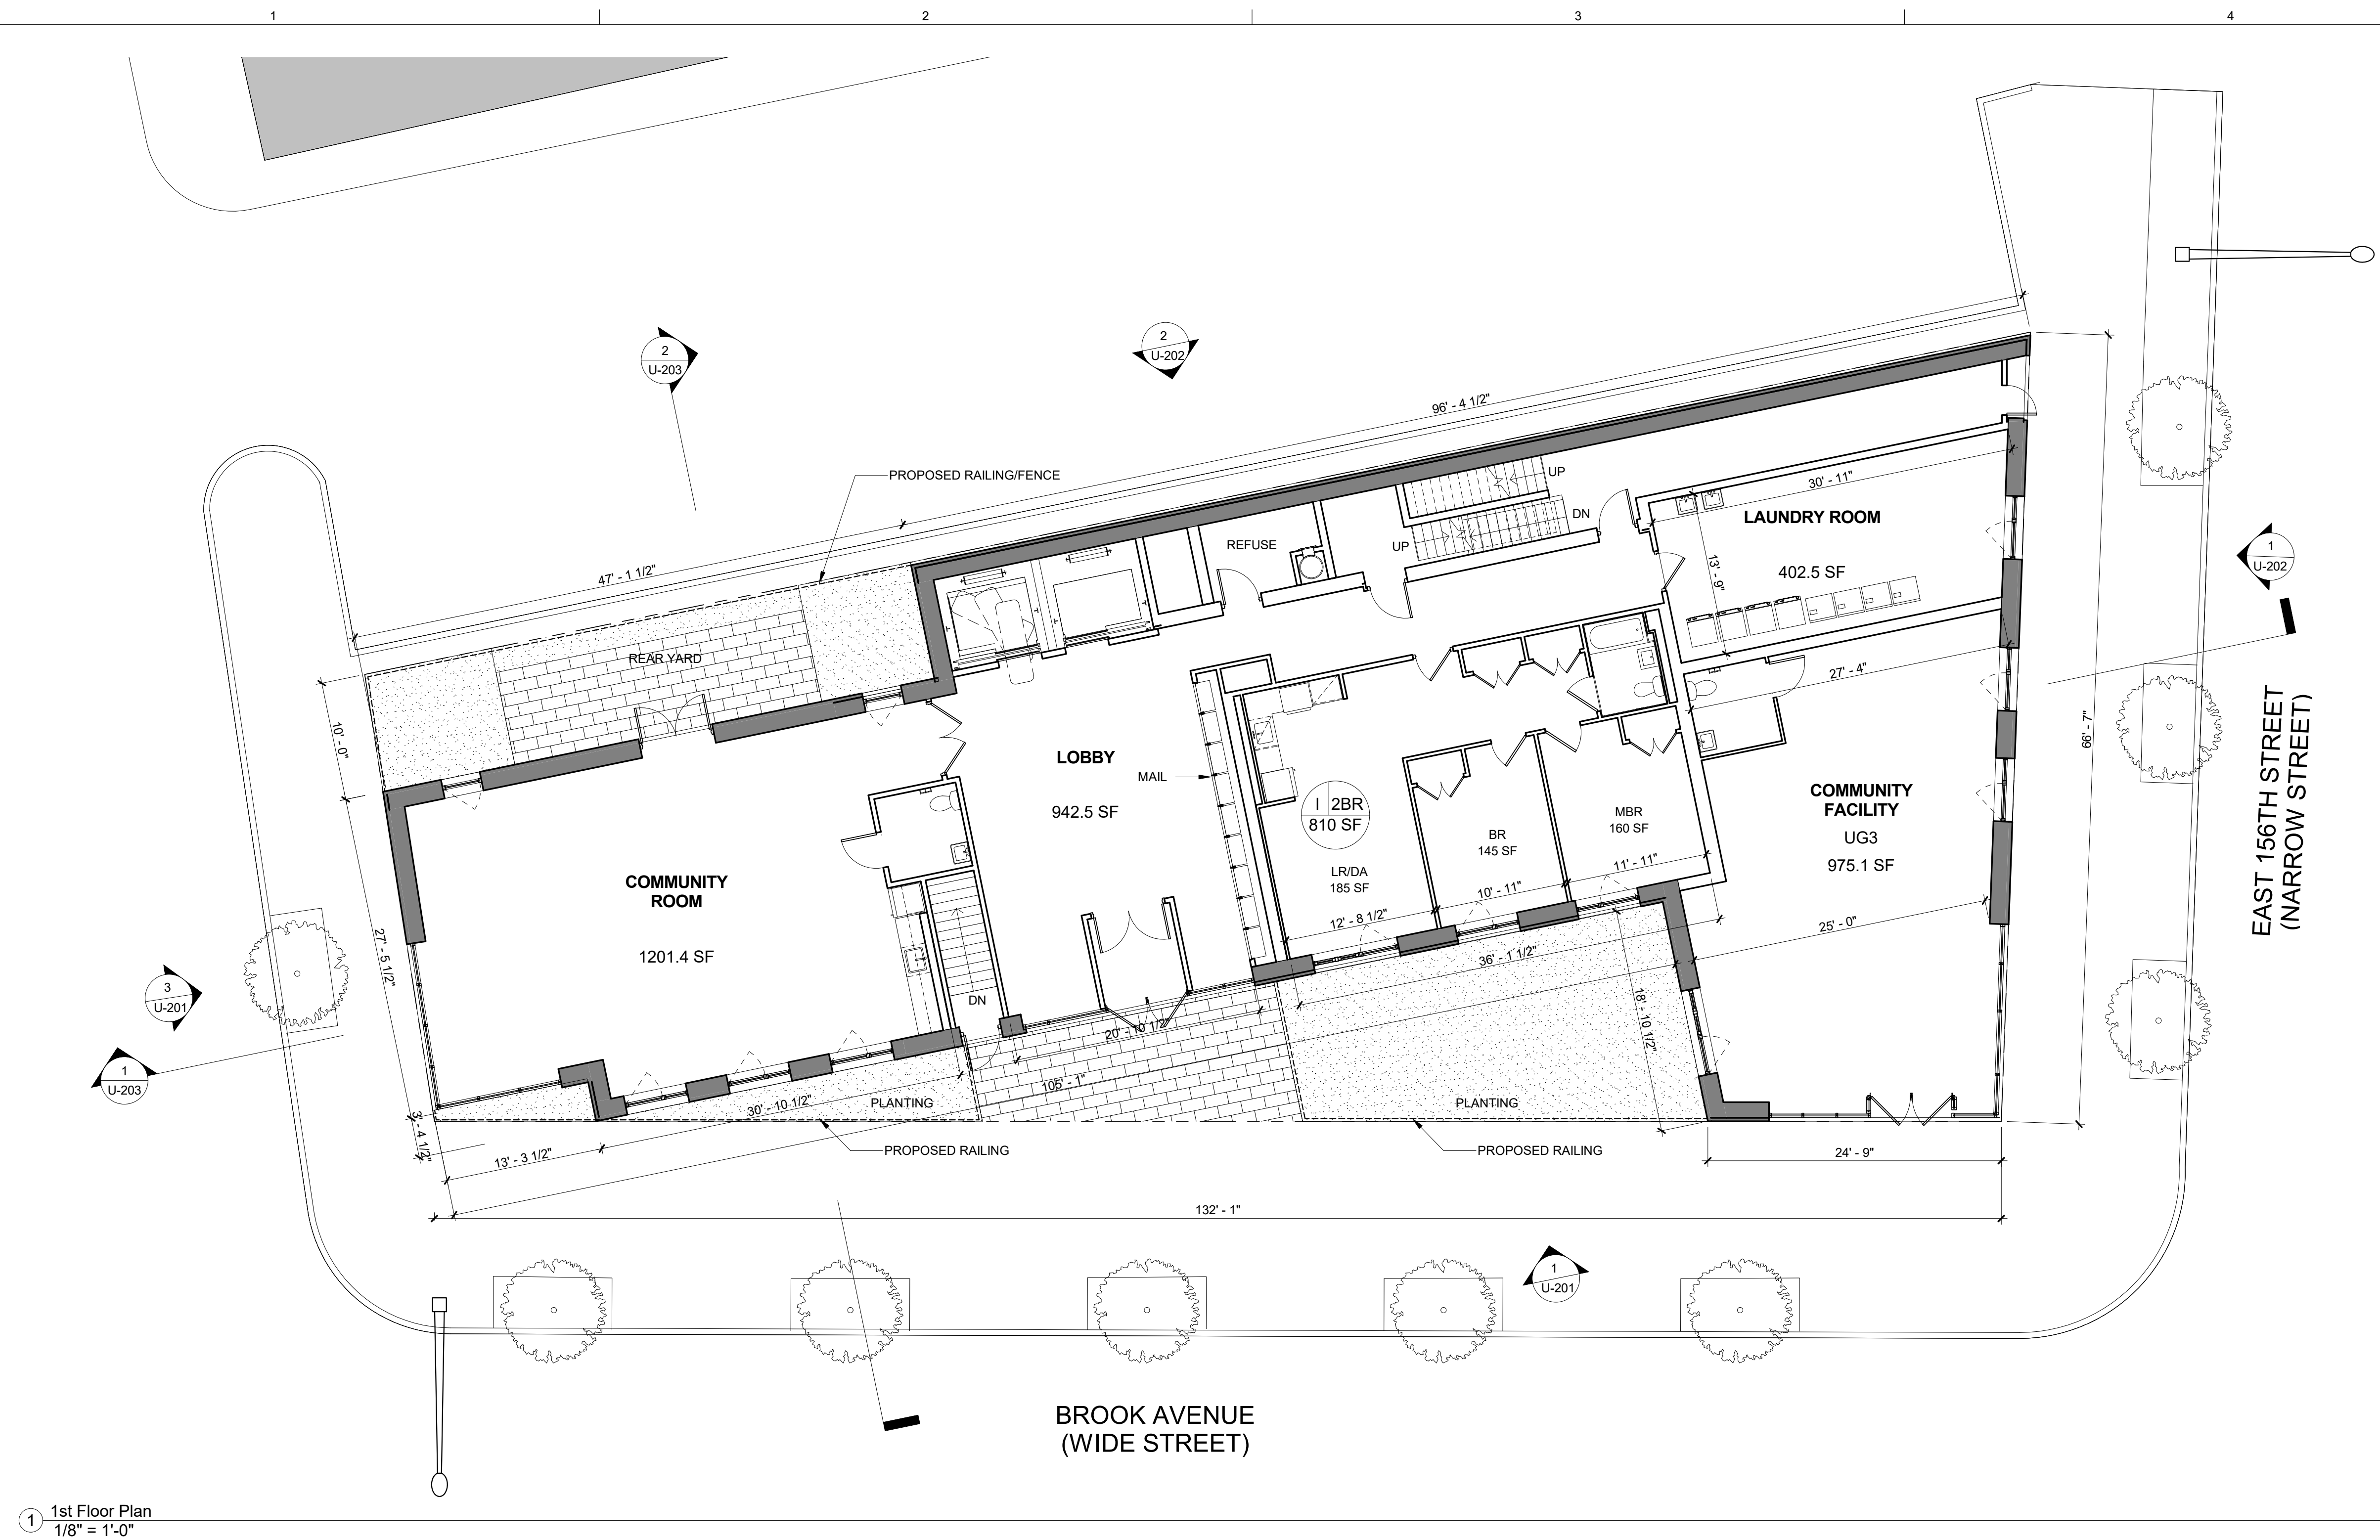 1
2
3
4
2
U-203
2
U-202
96' - 4 1/2"
PROPOSED RAILING/FENCE
47' - 1 1/2"
UP
DN
UP
REFUSE
30' - 11"
LAUNDRY ROOM
402.5 SF
13' - 9"
1
U-202
REAR YARD
10' - 0"
27' - 4"
66' - 7"
EAST 156TH STREET
(NARROW STREET)
LOBBY
942.5 SF
MAIL
I 2BR
810 SF
LR/DA
185 SF
BR
145 SF
MBR
160 SF
COMMUNITY
FACILITY
UG3
975.1 SF
12' - 8 1/2"
10' - 11"
11' - 11"
25' - 0"
36' - 1 1/2"
18' - 10 1/2"
COMMUNITY
ROOM
1201.4 SF
27' - 5 1/2"
3
U-201
1
U-203
DN
20' - 10 1/2"
105' - 1"
30' - 10 1/2"
PLANTING
PLANTING
3' - 4 1/2"
13' - 3 1/2"
PROPOSED RAILING
PROPOSED RAILING
24' - 9"
132' - 1"
1
U-201
BROOK AVENUE
(WIDE STREET)
1 1st Floor Plan
1/8" = 1'-0"